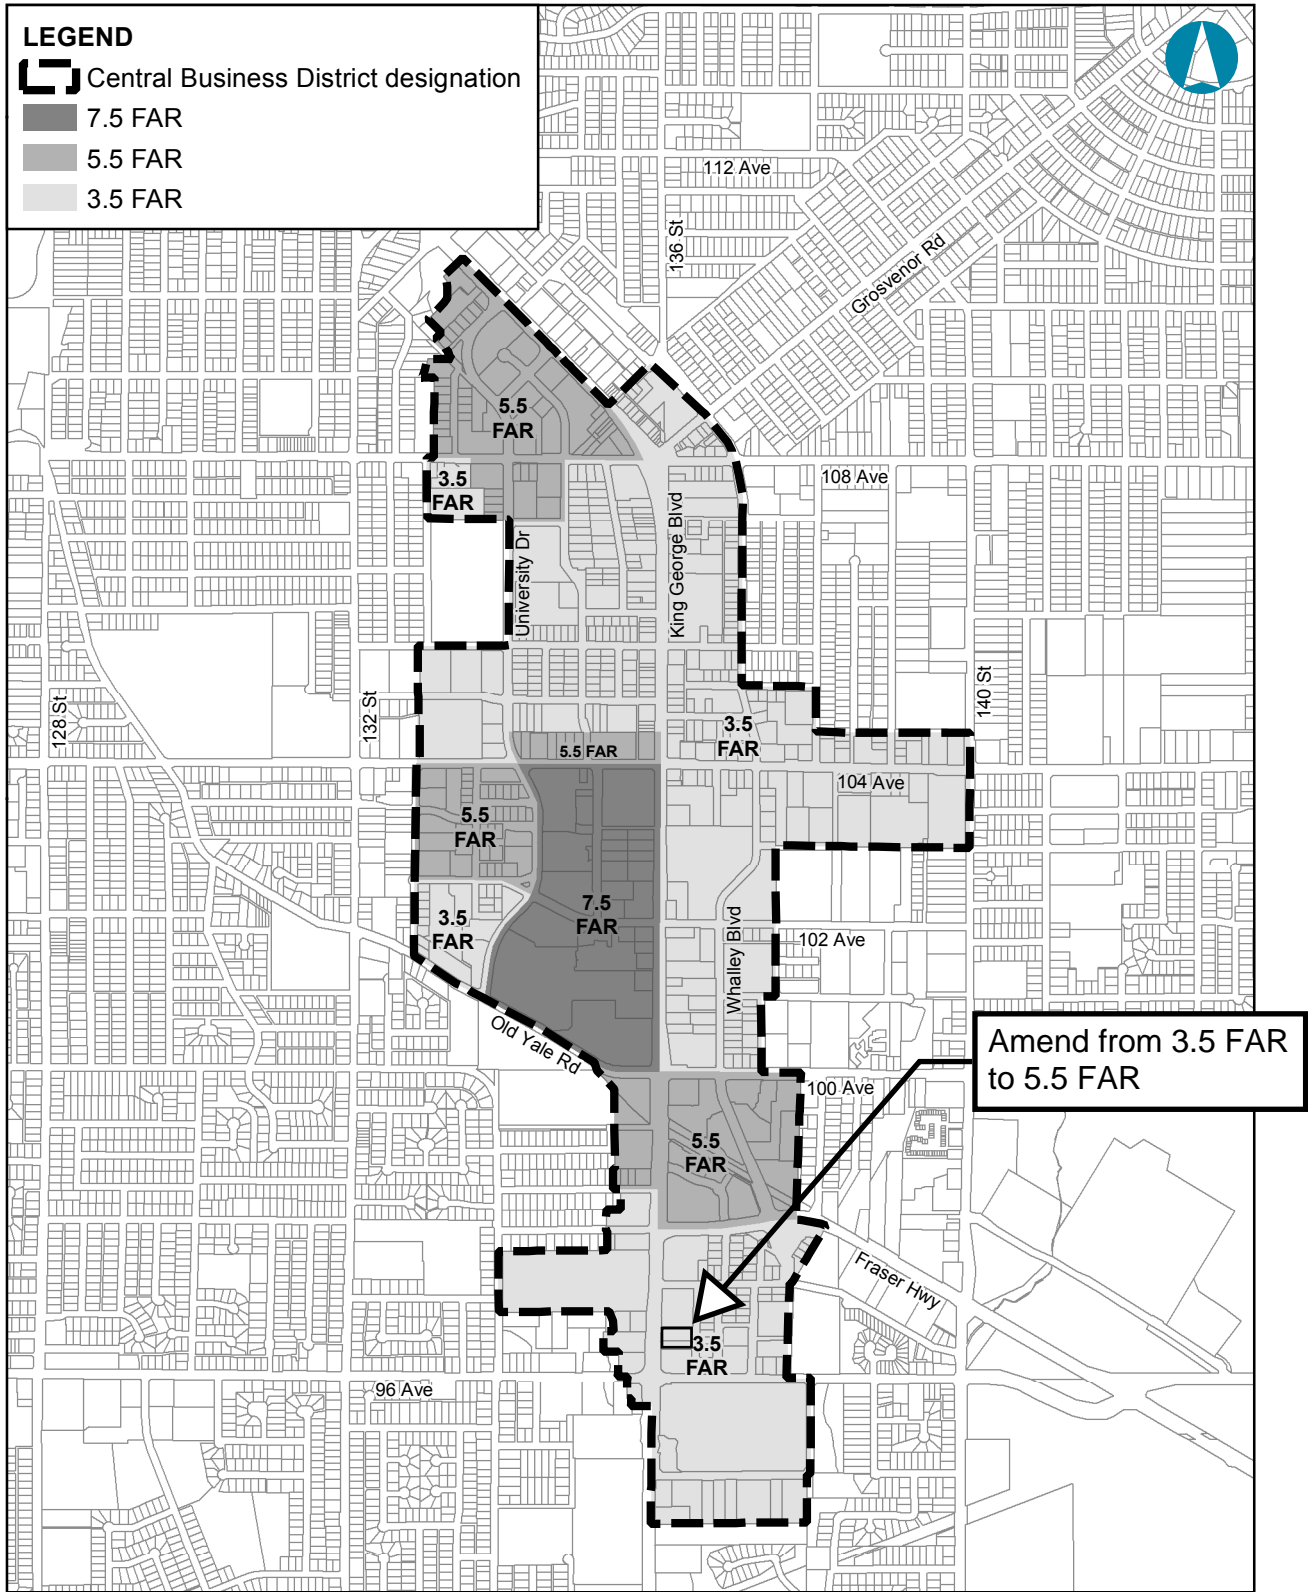 LEGEND
Central Business District designation
7.5 FAR
5.5 FAR
3.5 FAR
112 Ave
136 St
Grosvenor Rd
5.5
FAR
3.5
FAR
108 Ave
University Dr
King George Blvd
128 St
132 St
140 St
3.5
FAR
5.5 FAR
104 Ave
5.5
FAR
7.5
FAR
3.5
FAR
102 Ave
Whalley Blvd
Old Yale Rd
Amend from 3.5 FAR
to 5.5 FAR
100 Ave
5.5
FAR
Fraser Hwy
3.5
FAR
96 Ave